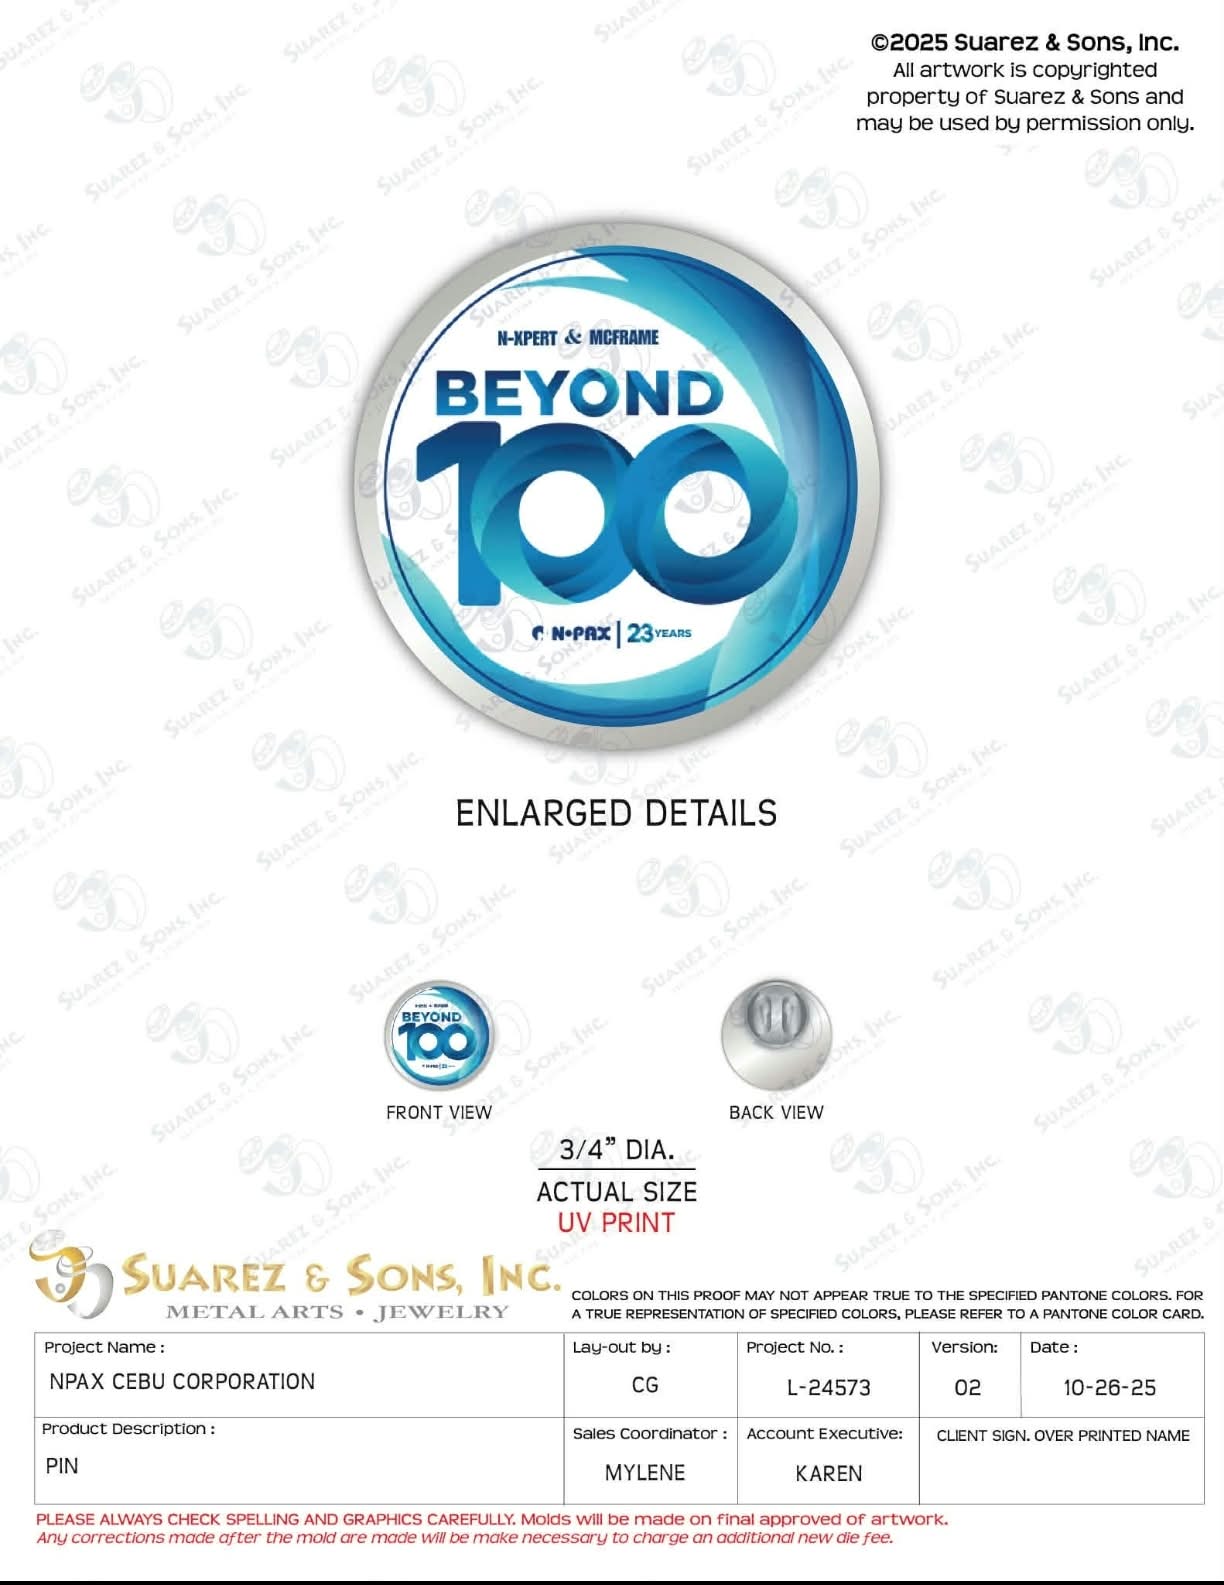 ©2025 Suarez & Sons, Inc.
All artwork is copyrighted
property of Suarez & Sons and
may be used by permission only.
N-XPERT & MCFRAME
BEYOND
100
N•PAX | 23 YEARS
ENLARGED DETAILS
BEYOND
100
FRONT VIEW
BACK VIEW
3/4” DIA.
ACTUAL SIZE
UV PRINT
SUAREZ & SONS, INC.
METAL ARTS • JEWELRY
COLORS ON THIS PROOF MAY NOT APPEAR TRUE TO THE SPECIFIED PANTONE COLORS. FOR
A TRUE REPRESENTATION OF SPECIFIED COLORS, PLEASE REFER TO A PANTONE COLOR CARD.
Project Name :
NPAX CEBU CORPORATION
Lay-out by :
CG
Project No. :
L-24573
Version:
02
Date :
10-26-25
Product Description :
PIN
Sales Coordinator :
MYLENE
Account Executive:
KAREN
CLIENT SIGN. OVER PRINTED NAME
PLEASE ALWAYS CHECK SPELLING AND GRAPHICS CAREFULLY. Molds will be made on final approved of artwork.
Any corrections made after the mold are made will be make necessary to charge an additional new die fee.